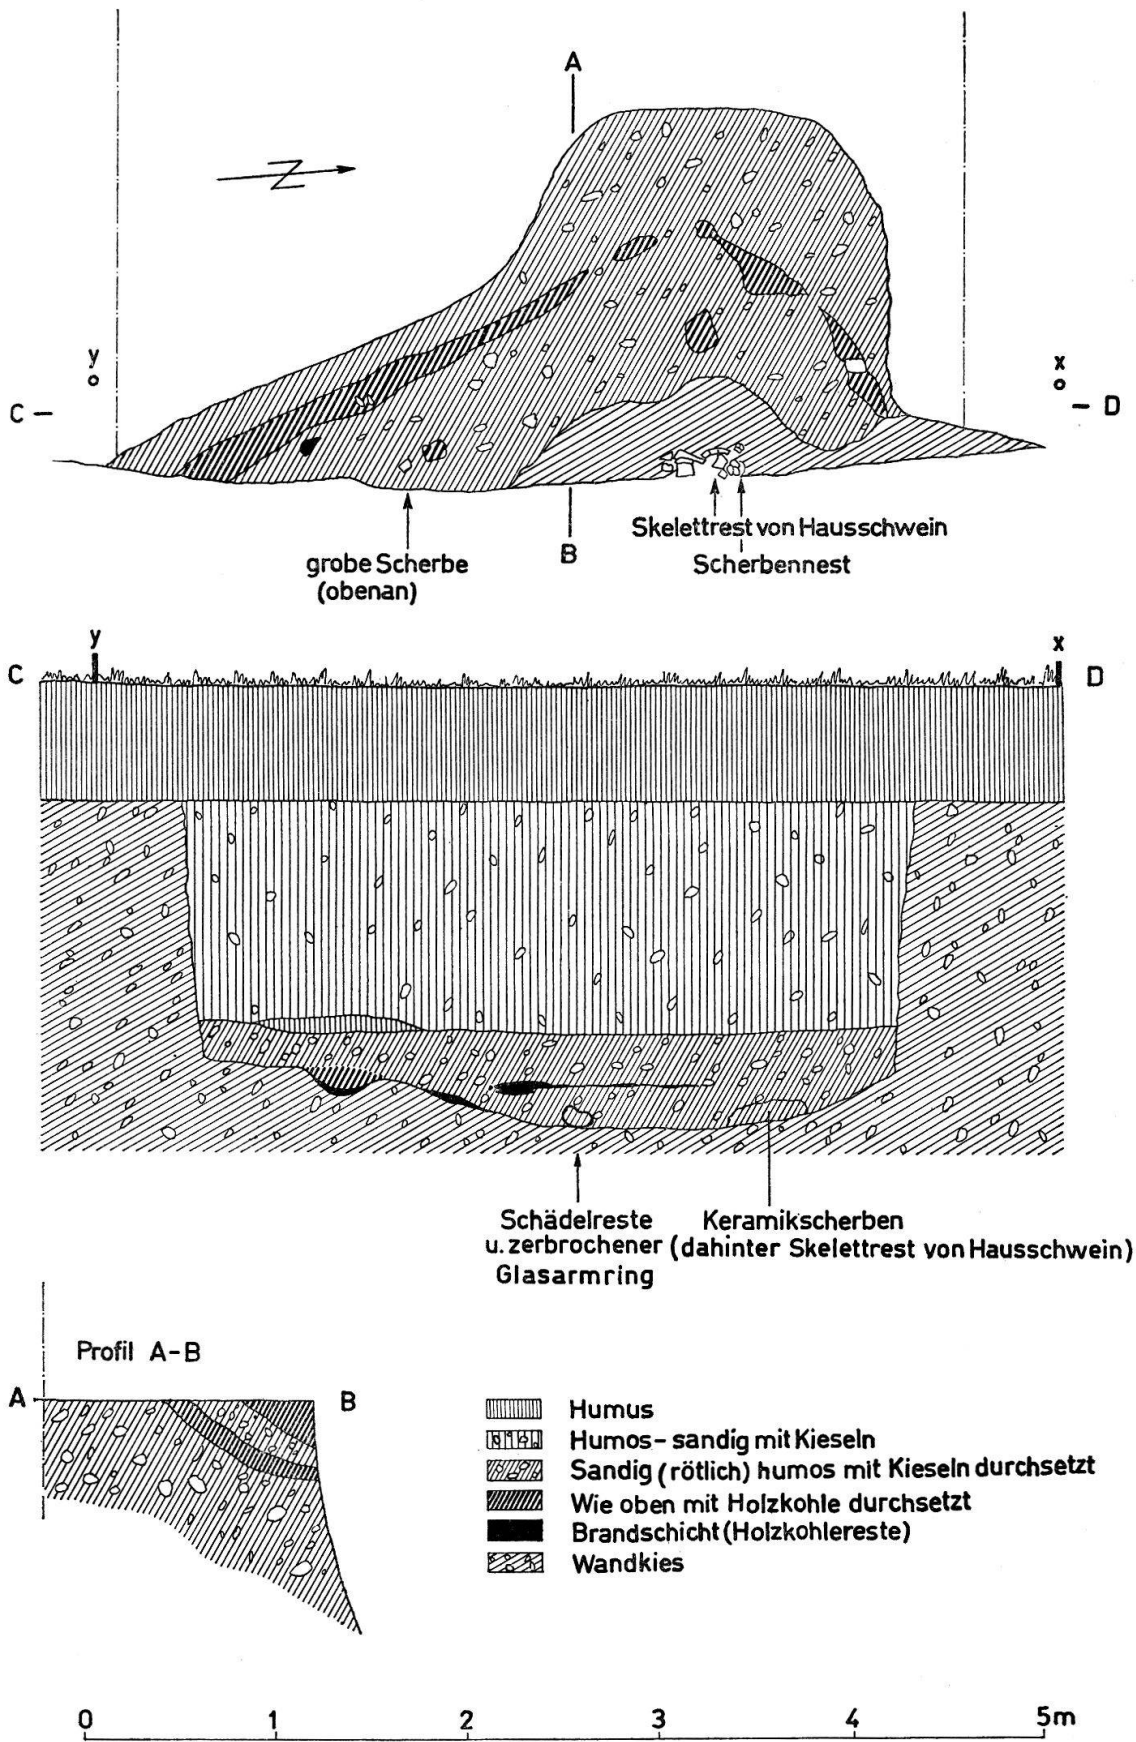 A
Z
y
x
C –
– D
Skelettrest von Hausschwein
B
grobe Scherbe
(obenan)
Scherbennest
y
x
C
D
Schädelreste
u. zerbrochener
Glasarmring
Keramikscherben
(dahinter Skelettrest von Hausschwein)
Profil A-B
A
B
Humus
Humos-sandig mit Kieseln
Sandig (rötlich) humos mit Kieseln durchsetzt
Wie oben mit Holzkohle durchsetzt
Brandschicht (Holzkohlereste)
Wandkies
0 1 2 3 4 5m